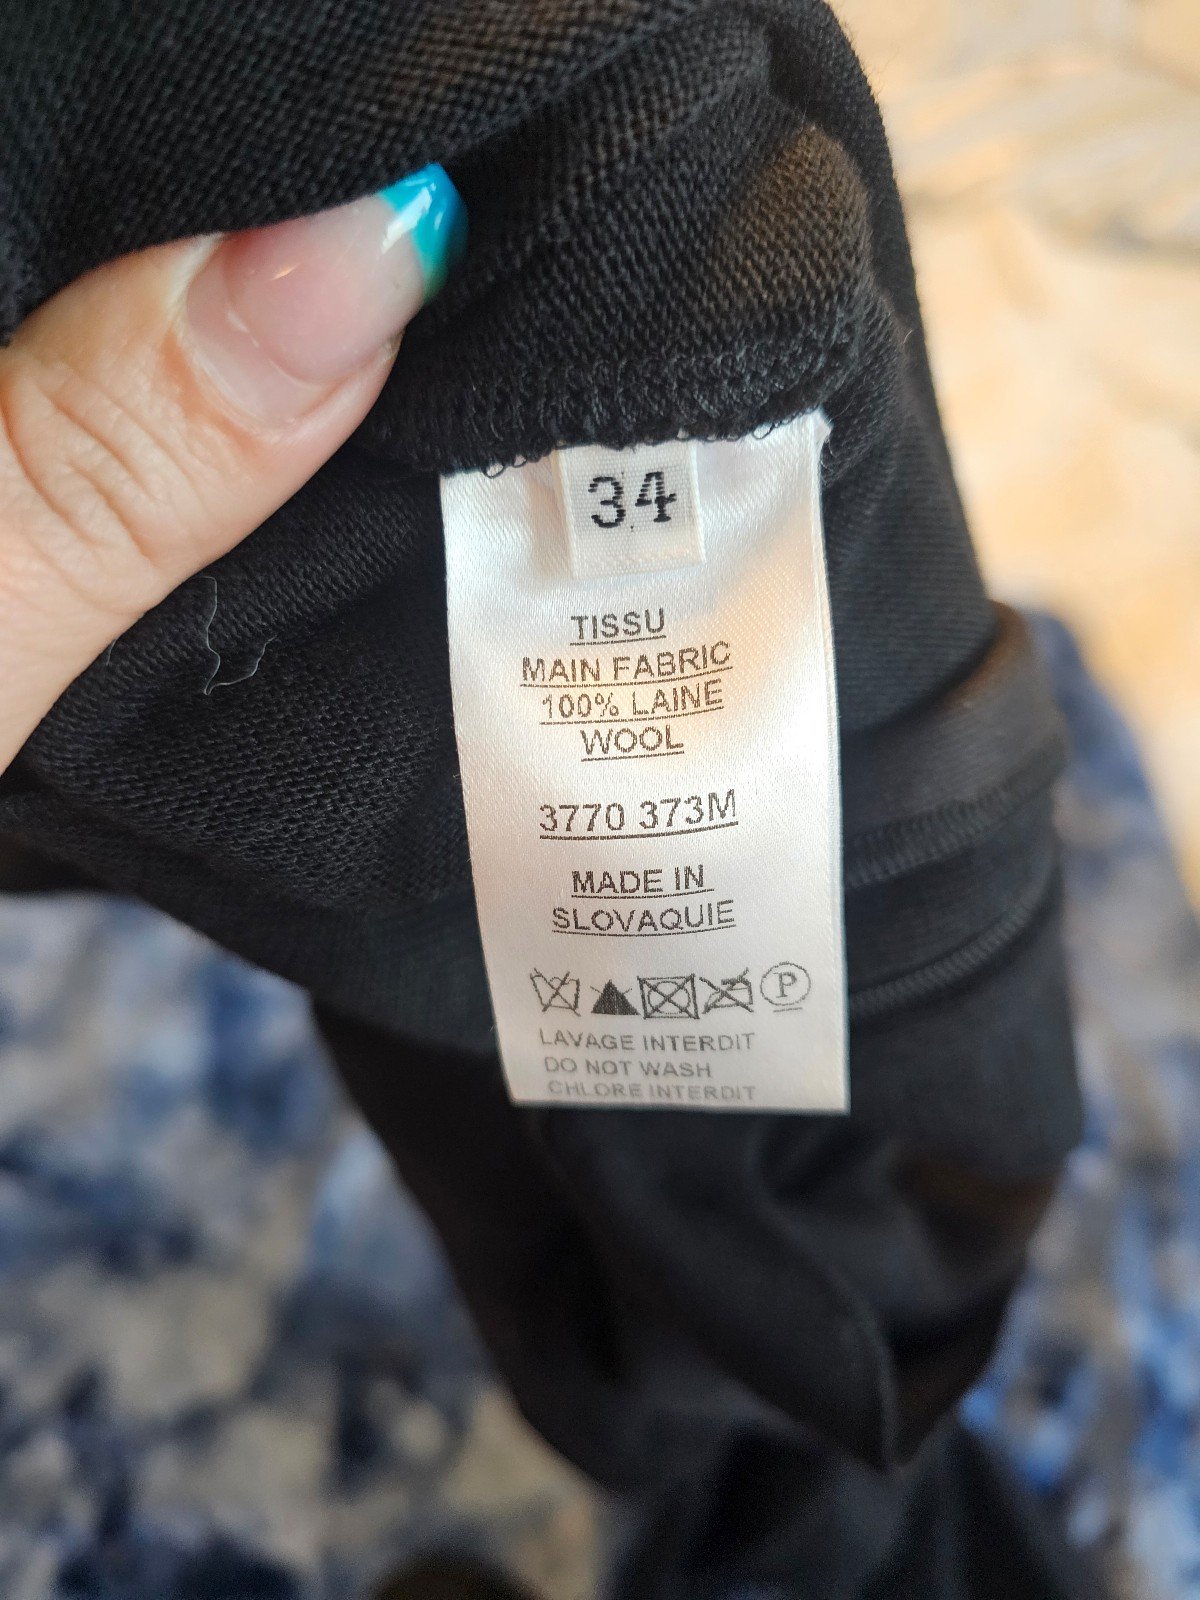 34
TISSU
MAIN FABRIC
100% LAINE
WOOL
3770 373M
MADE IN
SLOVAQUIE
P
LAVAGE INTERDIT
DO NOT WASH
CHLORE INTERDIT